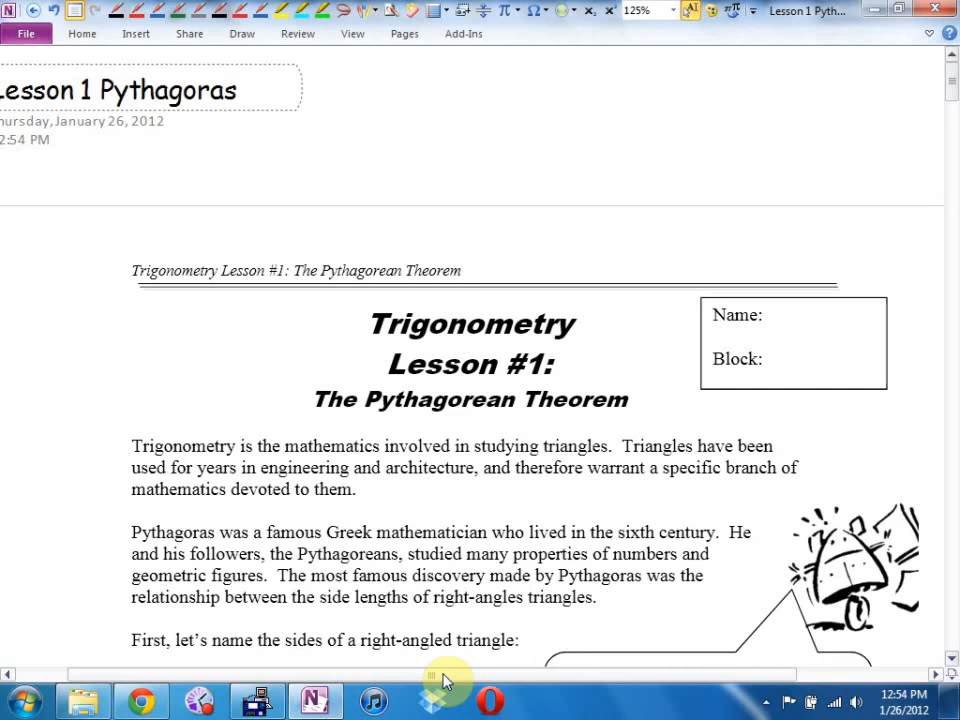 125%
Lesson 1 Pyth...
File Home Insert Share Draw Review View Pages Add-Ins
Lesson 1 Pythagoras
hursday, January 26, 2012
2:54 PM
Trigonometry Lesson #1: The Pythagorean Theorem
Trigonometry
Lesson #1:
The Pythagorean Theorem
Name:
Block:
Trigonometry is the mathematics involved in studying triangles. Triangles have been
used for years in engineering and architecture, and therefore warrant a specific branch of
mathematics devoted to them.
Pythagoras was a famous Greek mathematician who lived in the sixth century. He
and his followers, the Pythagoreans, studied many properties of numbers and
geometric figures. The most famous discovery made by Pythagoras was the
relationship between the side lengths of right-angles triangles.
First, let's name the sides of a right-angled triangle:
12:54 PM
1/26/2012